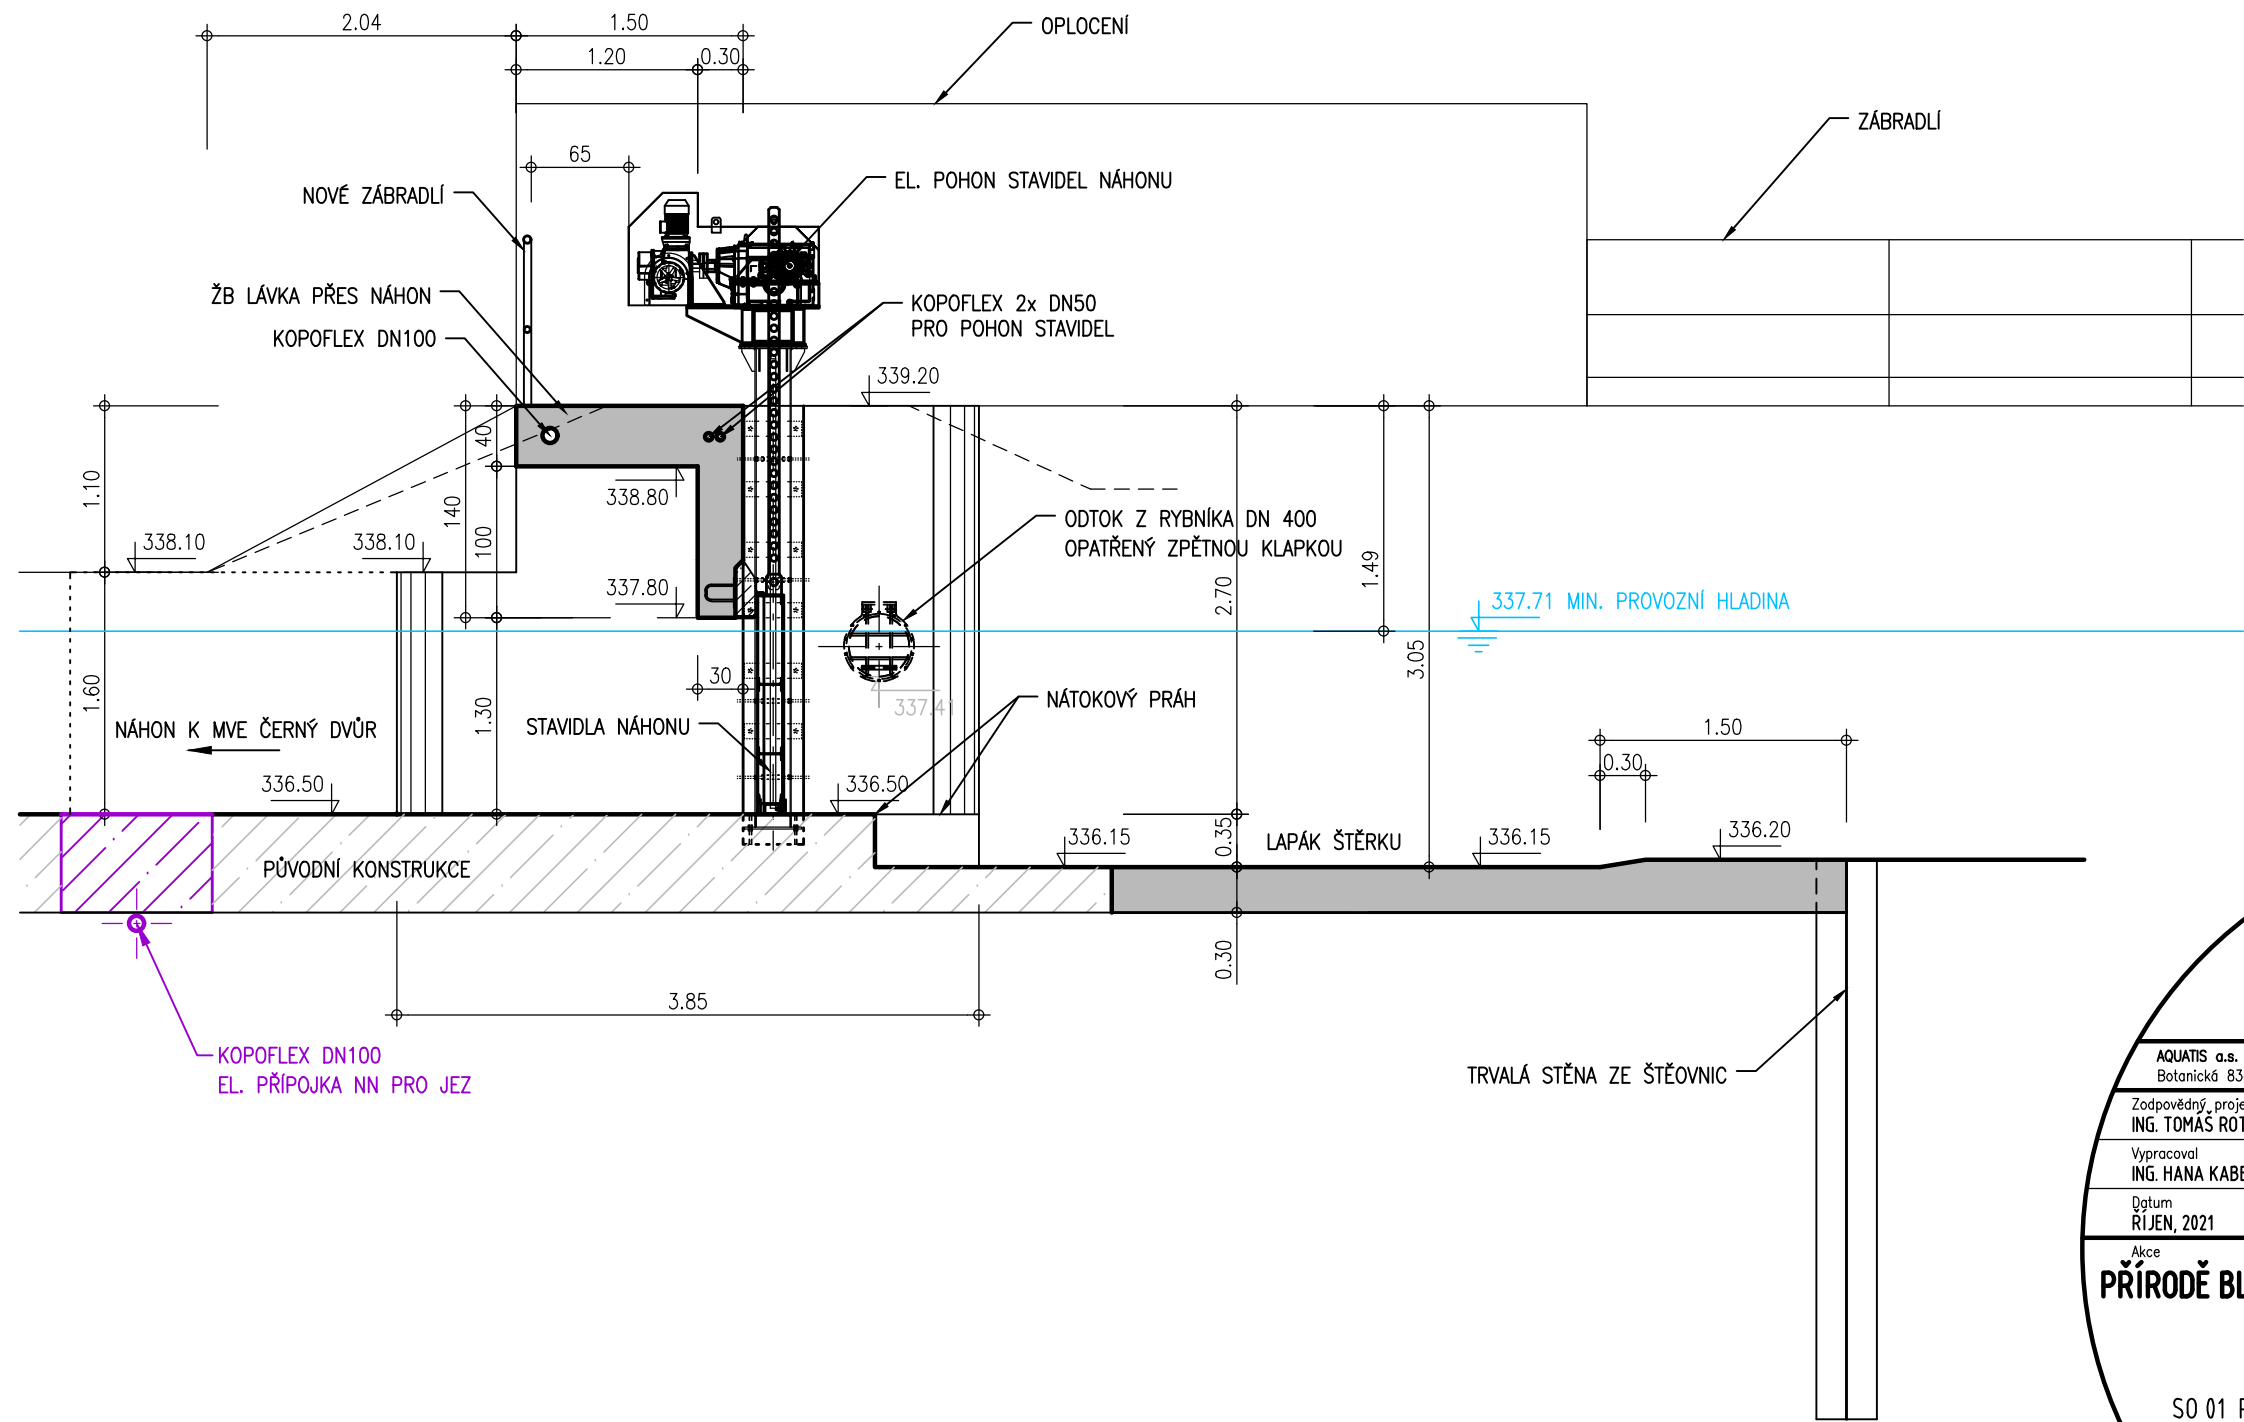 2.04
1.50
OPLOCENÍ
1.20
0.30
ZÁBRADLÍ
65
EL. POHON STAVIDEL NÁHONU
NOVÉ ZÁBRADLÍ
ŽB LÁVKA PŘES NÁHON
KOPOFLEX 2x DN50
PRO POHON STAVIDEL
KOPOFLEX DN100
339.20
40
1.10
338.80
140
100
338.10
338.10
ODTOK Z RYBNÍKA DN 400
OPATŘENÝ ZPĚTNOU KLAPKOU
1.49
2.70
337.80
337.71 MIN. PROVOZNÍ HLADINA
3.05
30
1.60
337.41
NÁTOKOVÝ PRÁH
1.30
NÁHON K MVE ČERNÝ DVŮR
STAVIDLA NÁHONU
1.50
0.30
336.50
336.50
0.35
336.15
LAPÁK ŠTĚRKU
336.15
336.20
PŮVODNÍ KONSTRUKCE
0.30
3.85
KOPOFLEX DN100
EL. PŘÍPOJKA NN PRO JEZ
TRVALÁ STĚNA ZE ŠTĚOVNIC
AQUATIS a.s.
Botanická 83
Zodpovědný proje
ING. TOMÁŠ ROT
Vypracoval
ING. HANA KABE
Datum
ŘÍJEN, 2021
Akce
PŘÍRODĚ BL
SO 01 P